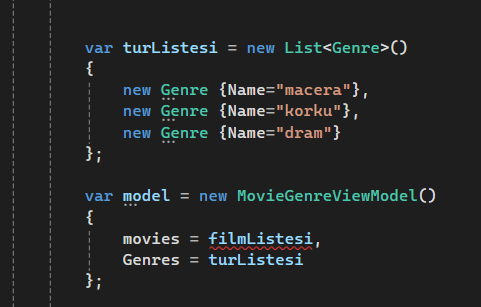 var turListesi = new List<Genre>()
{
new Genre {Name="macera"},
new Genre {Name="korku"},
new Genre {Name="dram"}
};
var model = new MovieGenreViewModel()
{
movies = filmListesi,
Genres = turListesi
};